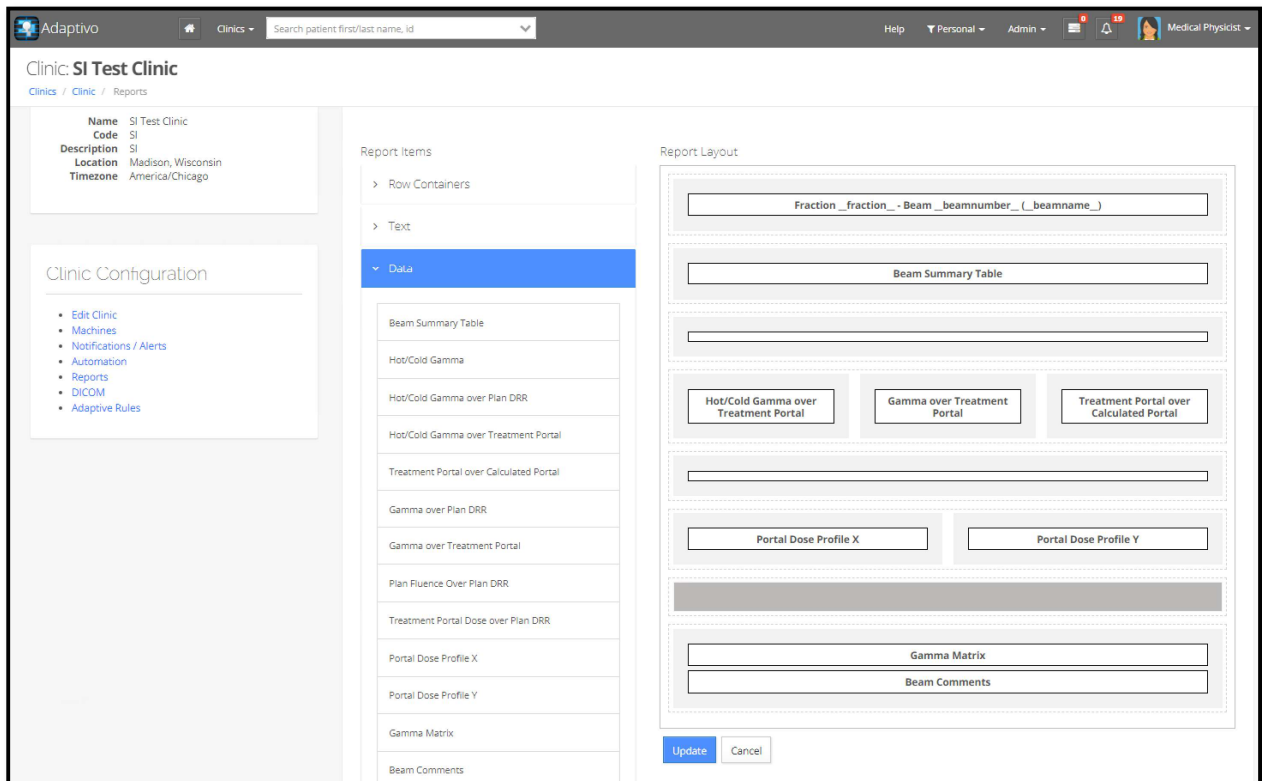 Adaptivo
Clinics
Search patient first/last name, id
Help
Personal
Admin
0
19
Medical Physicist
Clinic: SI Test Clinic
Clinics / Clinic / Reports
Name SI Test Clinic
Code SI
Description SI
Location Madison, Wisconsin
Timezone America/Chicago
Clinic Configuration
• Edit Clinic
• Machines
• Notifications / Alerts
• Automation
• Reports
• DICOM
• Adaptive Rules
Report Items
> Row Containers
> Text
Data
Beam Summary Table
Hot/Cold Gamma
Hot/Cold Gamma over Plan DRR
Hot/Cold Gamma over Treatment Portal
Treatment Portal over Calculated Portal
Gamma over Plan DRR
Gamma over Treatment Portal
Plan Fluence Over Plan DRR
Treatment Portal Dose over Plan DRR
Portal Dose Profile X
Portal Dose Profile Y
Gamma Matrix
Beam Comments
Report Layout
Fraction __fraction__ - Beam __beamnumber__ (__beamname__)
Beam Summary Table
Hot/Cold Gamma over
Treatment Portal
Gamma over Treatment
Portal
Treatment Portal over
Calculated Portal
Portal Dose Profile X
Portal Dose Profile Y
Gamma Matrix
Beam Comments
Update
Cancel